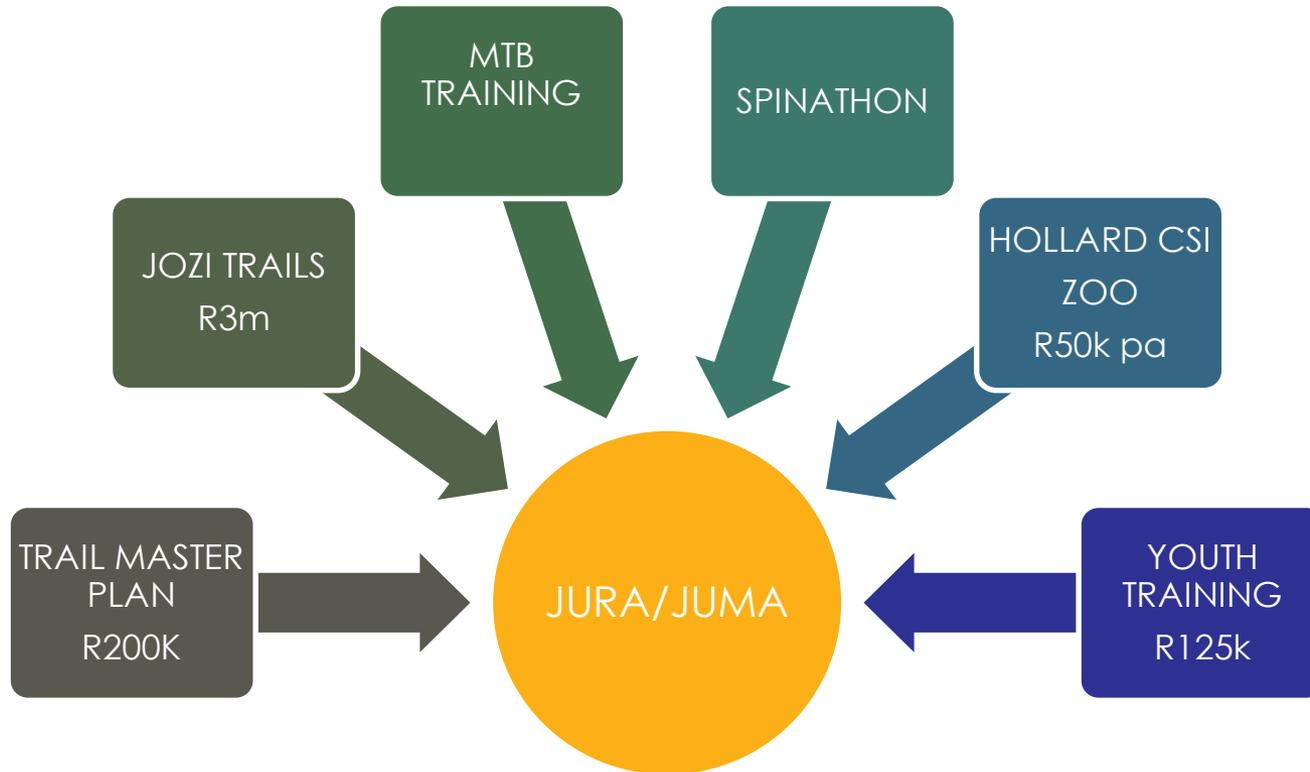 MTB
TRAINING
SPINATHON
JOZI TRAILS
R3m
HOLLARD CSI
ZOO
R50k pa
TRAIL MASTER
PLAN
R200K
JURA/JUMA
YOUTH
TRAINING
R125k